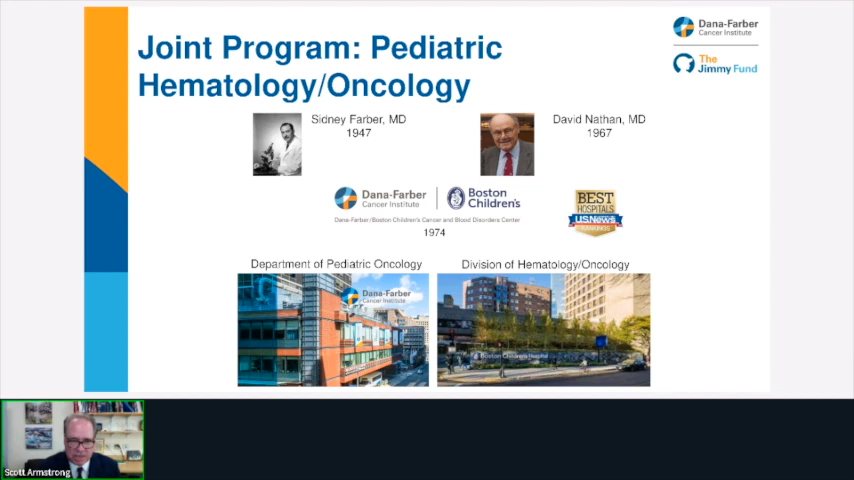 Joint Program: Pediatric
Hematology/Oncology
Dana-Farber
Cancer Institute
The
Jimmy Fund
Sidney Farber, MD
1947
David Nathan, MD
1967
Dana-Farber
Cancer Institute
Boston
Children's
Dana-Farber/Boston Children's Cancer and Blood Disorders Center
1974
BEST
HOSPITALS
U.S.News
RANKINGS
Department of Pediatric Oncology
Division of Hematology/Oncology
Dana-Farber
Cancer Institute
Boston Children's Hospital
Scott Armstrong